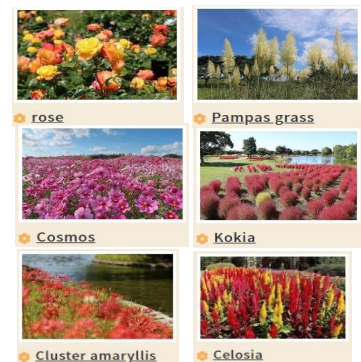 rose
Pampas grass
Cosmos
Kokia
Cluster amaryllis
Celosia